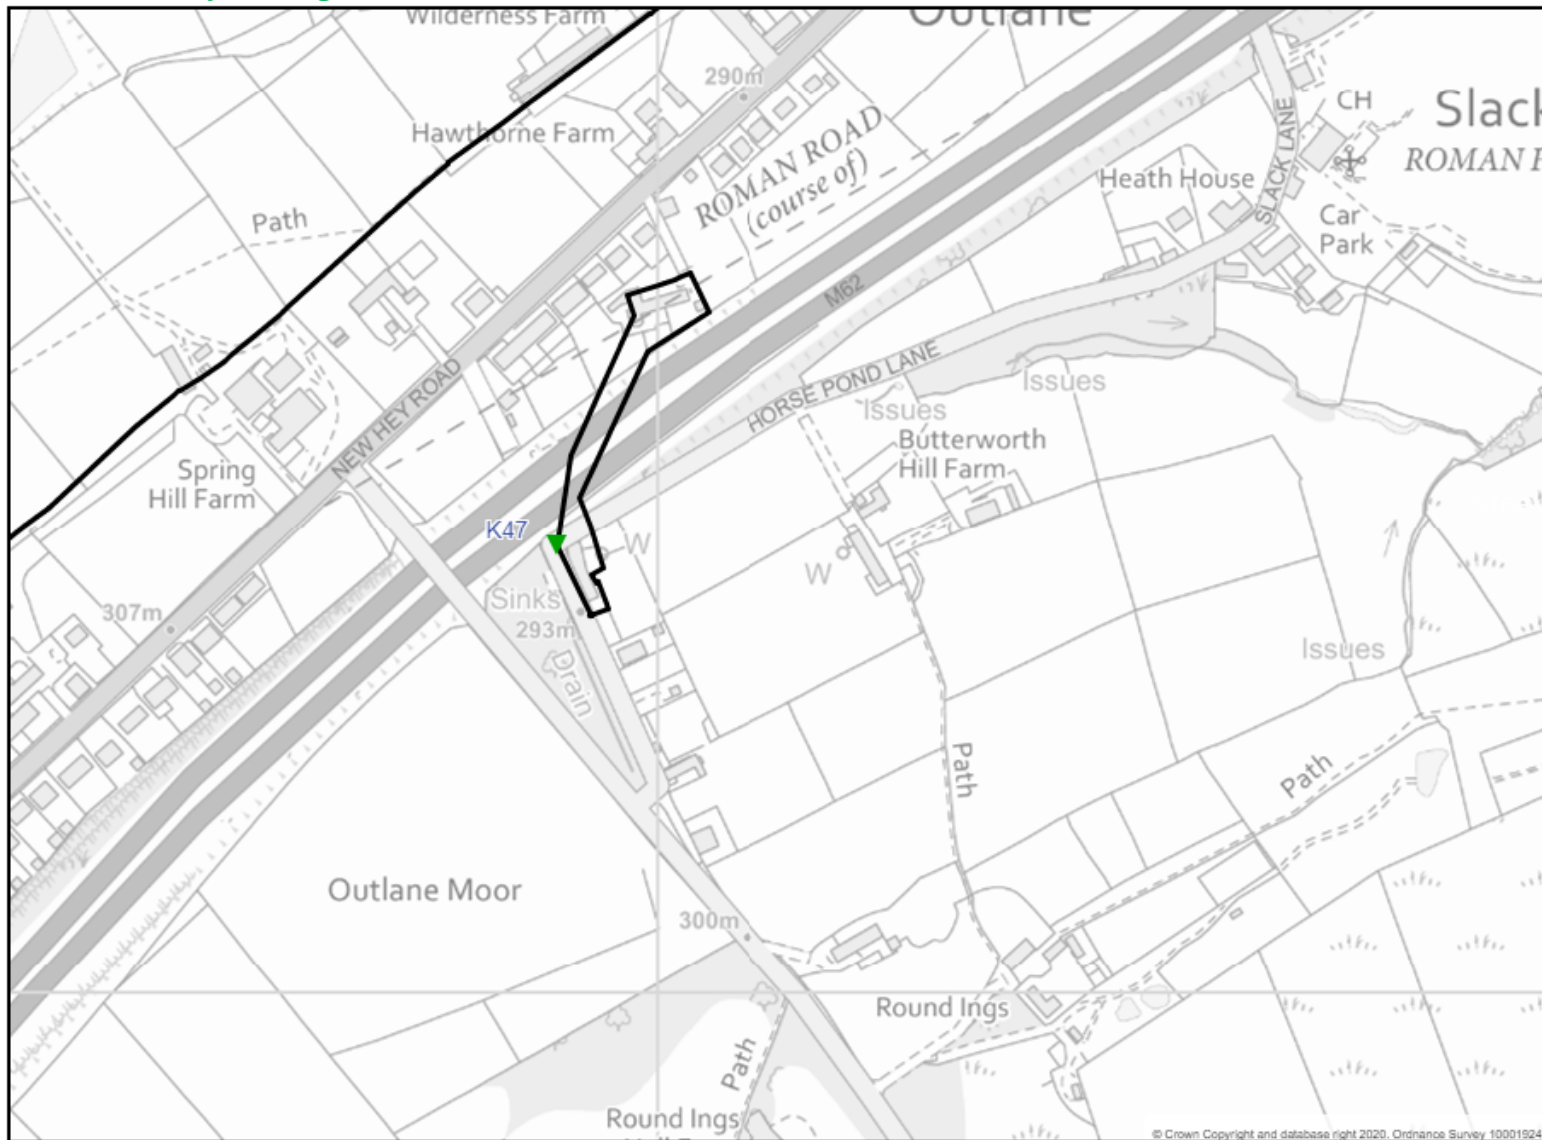 Wilderness Farm
Outlane
290m
Hawthorne Farm
CH
Slack
ROMAN ROAD
(course of)
ROMAN F
SLACK LANE
Heath House
Path
Car
Park
M62
HORSE POND LANE
Issues
Issues
NEW HEY ROAD
Butterworth
Hill Farm
Spring
Hill Farm
K47
W
W
Sinks
307m
293m
Drain
Issues
Path
Path
Outlane Moor
300m
Round Ings
Path
Round Ings
© Crown Copyright and database right 2020. Ordnance Survey 10001924